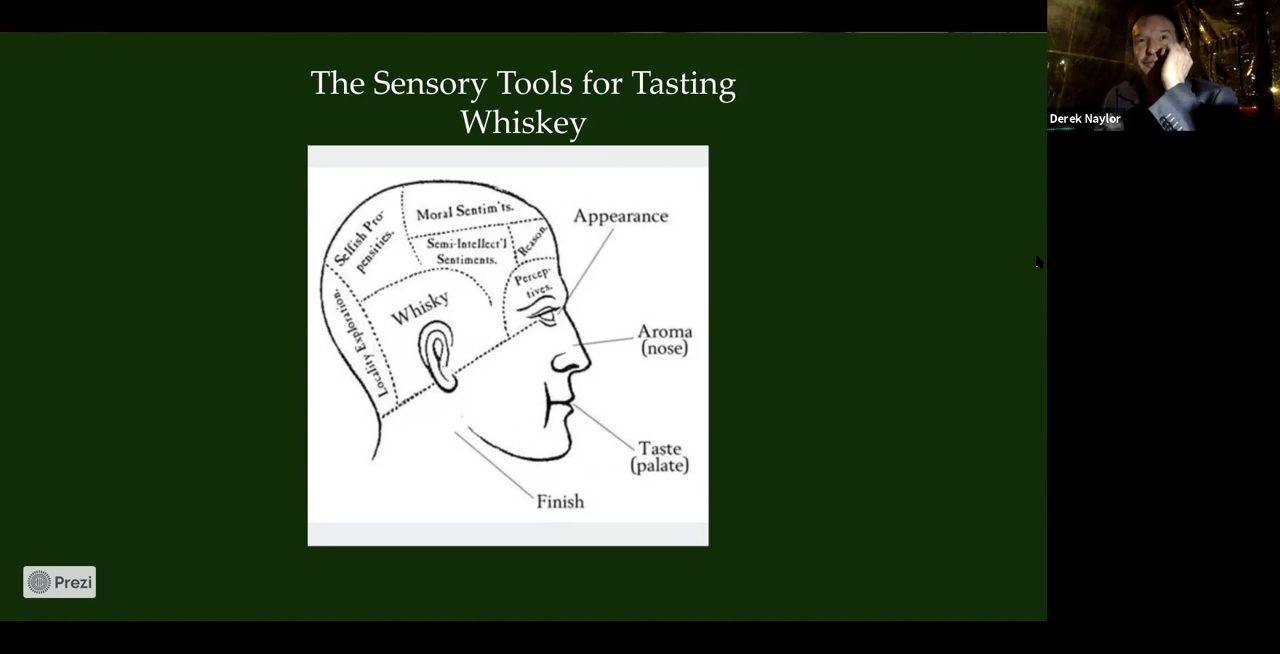 The Sensory Tools for Tasting
Whiskey
Selfish Pro-
pensities.
Moral Sentim'ts.
Semi-Intellect'l
Sentiments.
Reason.
Percep-
tives.
Whisky
Locality Exploration.
Appearance
Aroma
(nose)
Taste
(palate)
Finish
Prezi
Derek Naylor